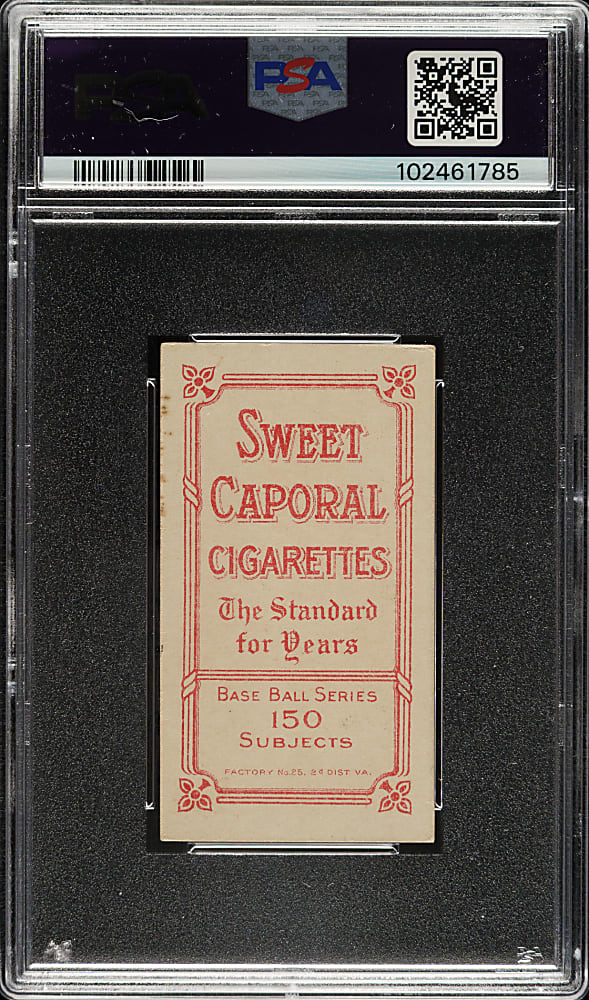 PSA
102461785
SWEET
CAPORAL
CIGARETTES
The Standard
for Years
BASE BALL SERIES
150
SUBJECTS
FACTORY No. 25, 2d DIST VA.